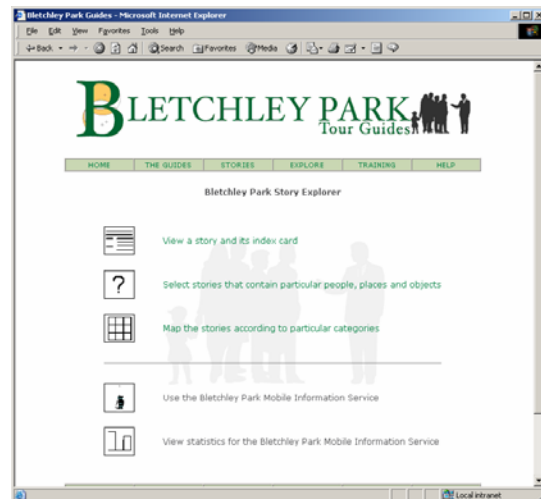 Bletchley Park Guides - Microsoft Internet Explorer
File Edit View Favorites Tools Help
Back Search Favorites Media
BLETCHLEY PARK
Tour Guides
HOME THE GUIDES STORIES EXPLORE TRAINING HELP
Bletchley Park Story Explorer
View a story and its index card
? Select stories that contain particular people, places and objects
Map the stories according to particular categories
Use the Bletchley Park Mobile Information Service
View statistics for the Bletchley Park Mobile Information Service
Local intranet